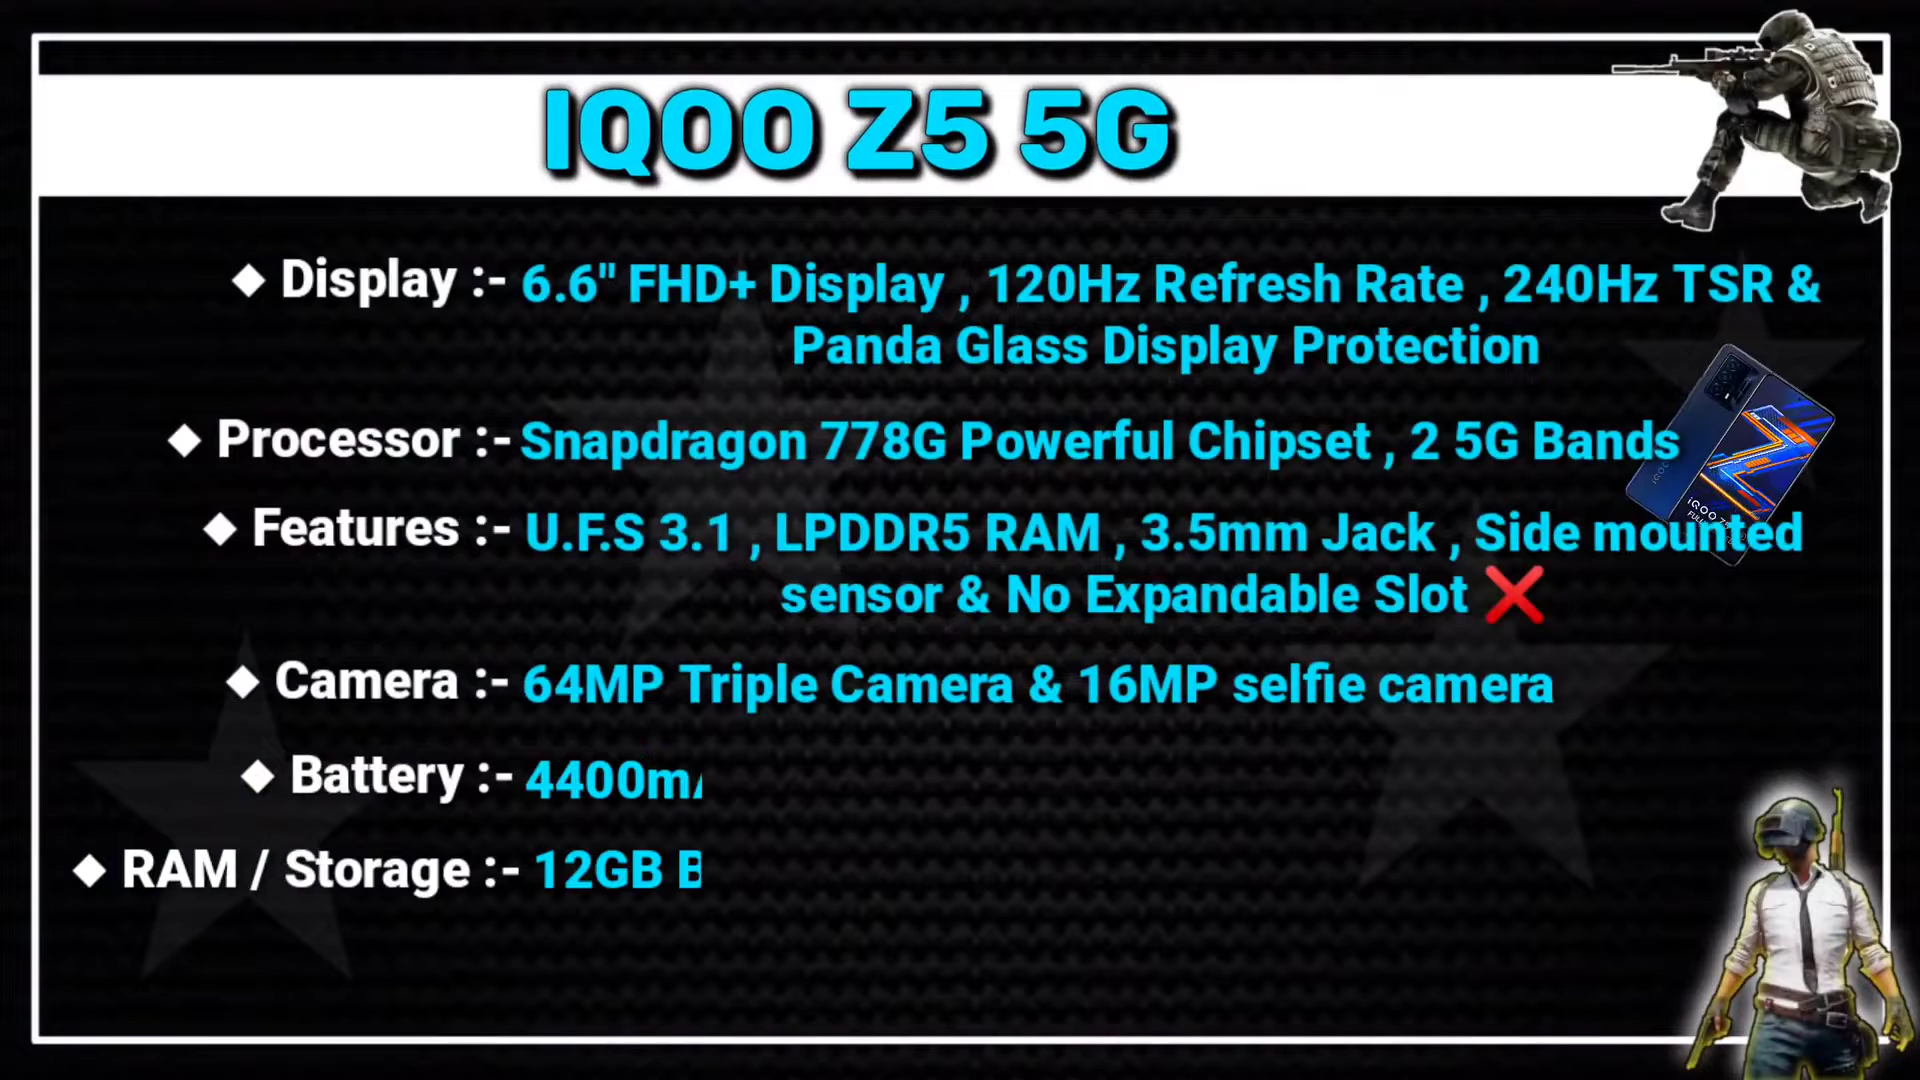 IQOO Z5 5G
◆ Display :- 6.6" FHD+ Display , 120Hz Refresh Rate , 240Hz TSR &
Panda Glass Display Protection
◆ Processor :- Snapdragon 778G Powerful Chipset , 2 5G Bands
◆ Features :- U.F.S 3.1 , LPDDR5 RAM , 3.5mm Jack , Side mounted
sensor & No Expandable Slot ❌
◆ Camera :- 64MP Triple Camera & 16MP selfie camera
◆ Battery :- 4400m
◆ RAM / Storage :- 12GB
iQOO